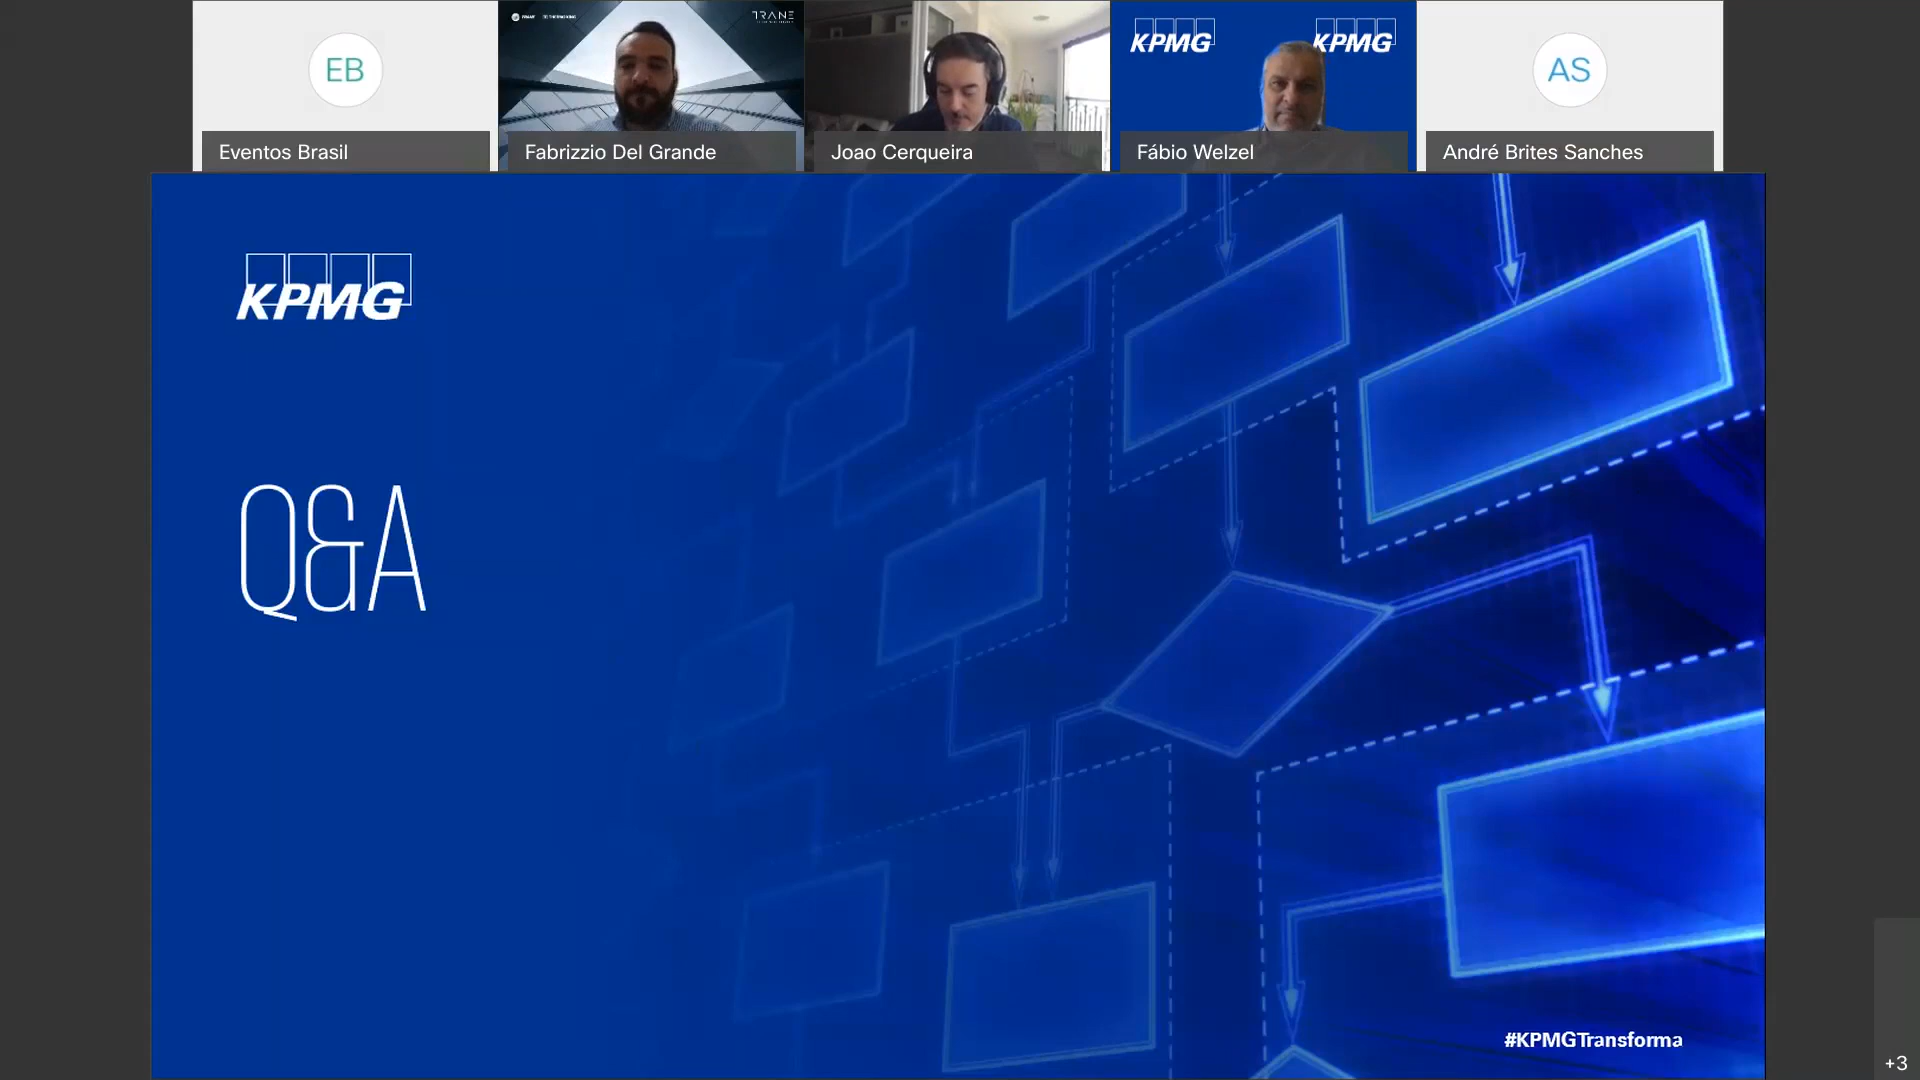 EB
TRANE
KPMG
KPMG
AS
Eventos Brasil
Fabrizzio Del Grande
Joao Cerqueira
Fábio Welzel
André Brites Sanches
KPMG
Q&A
#KPMGTransforma
+3